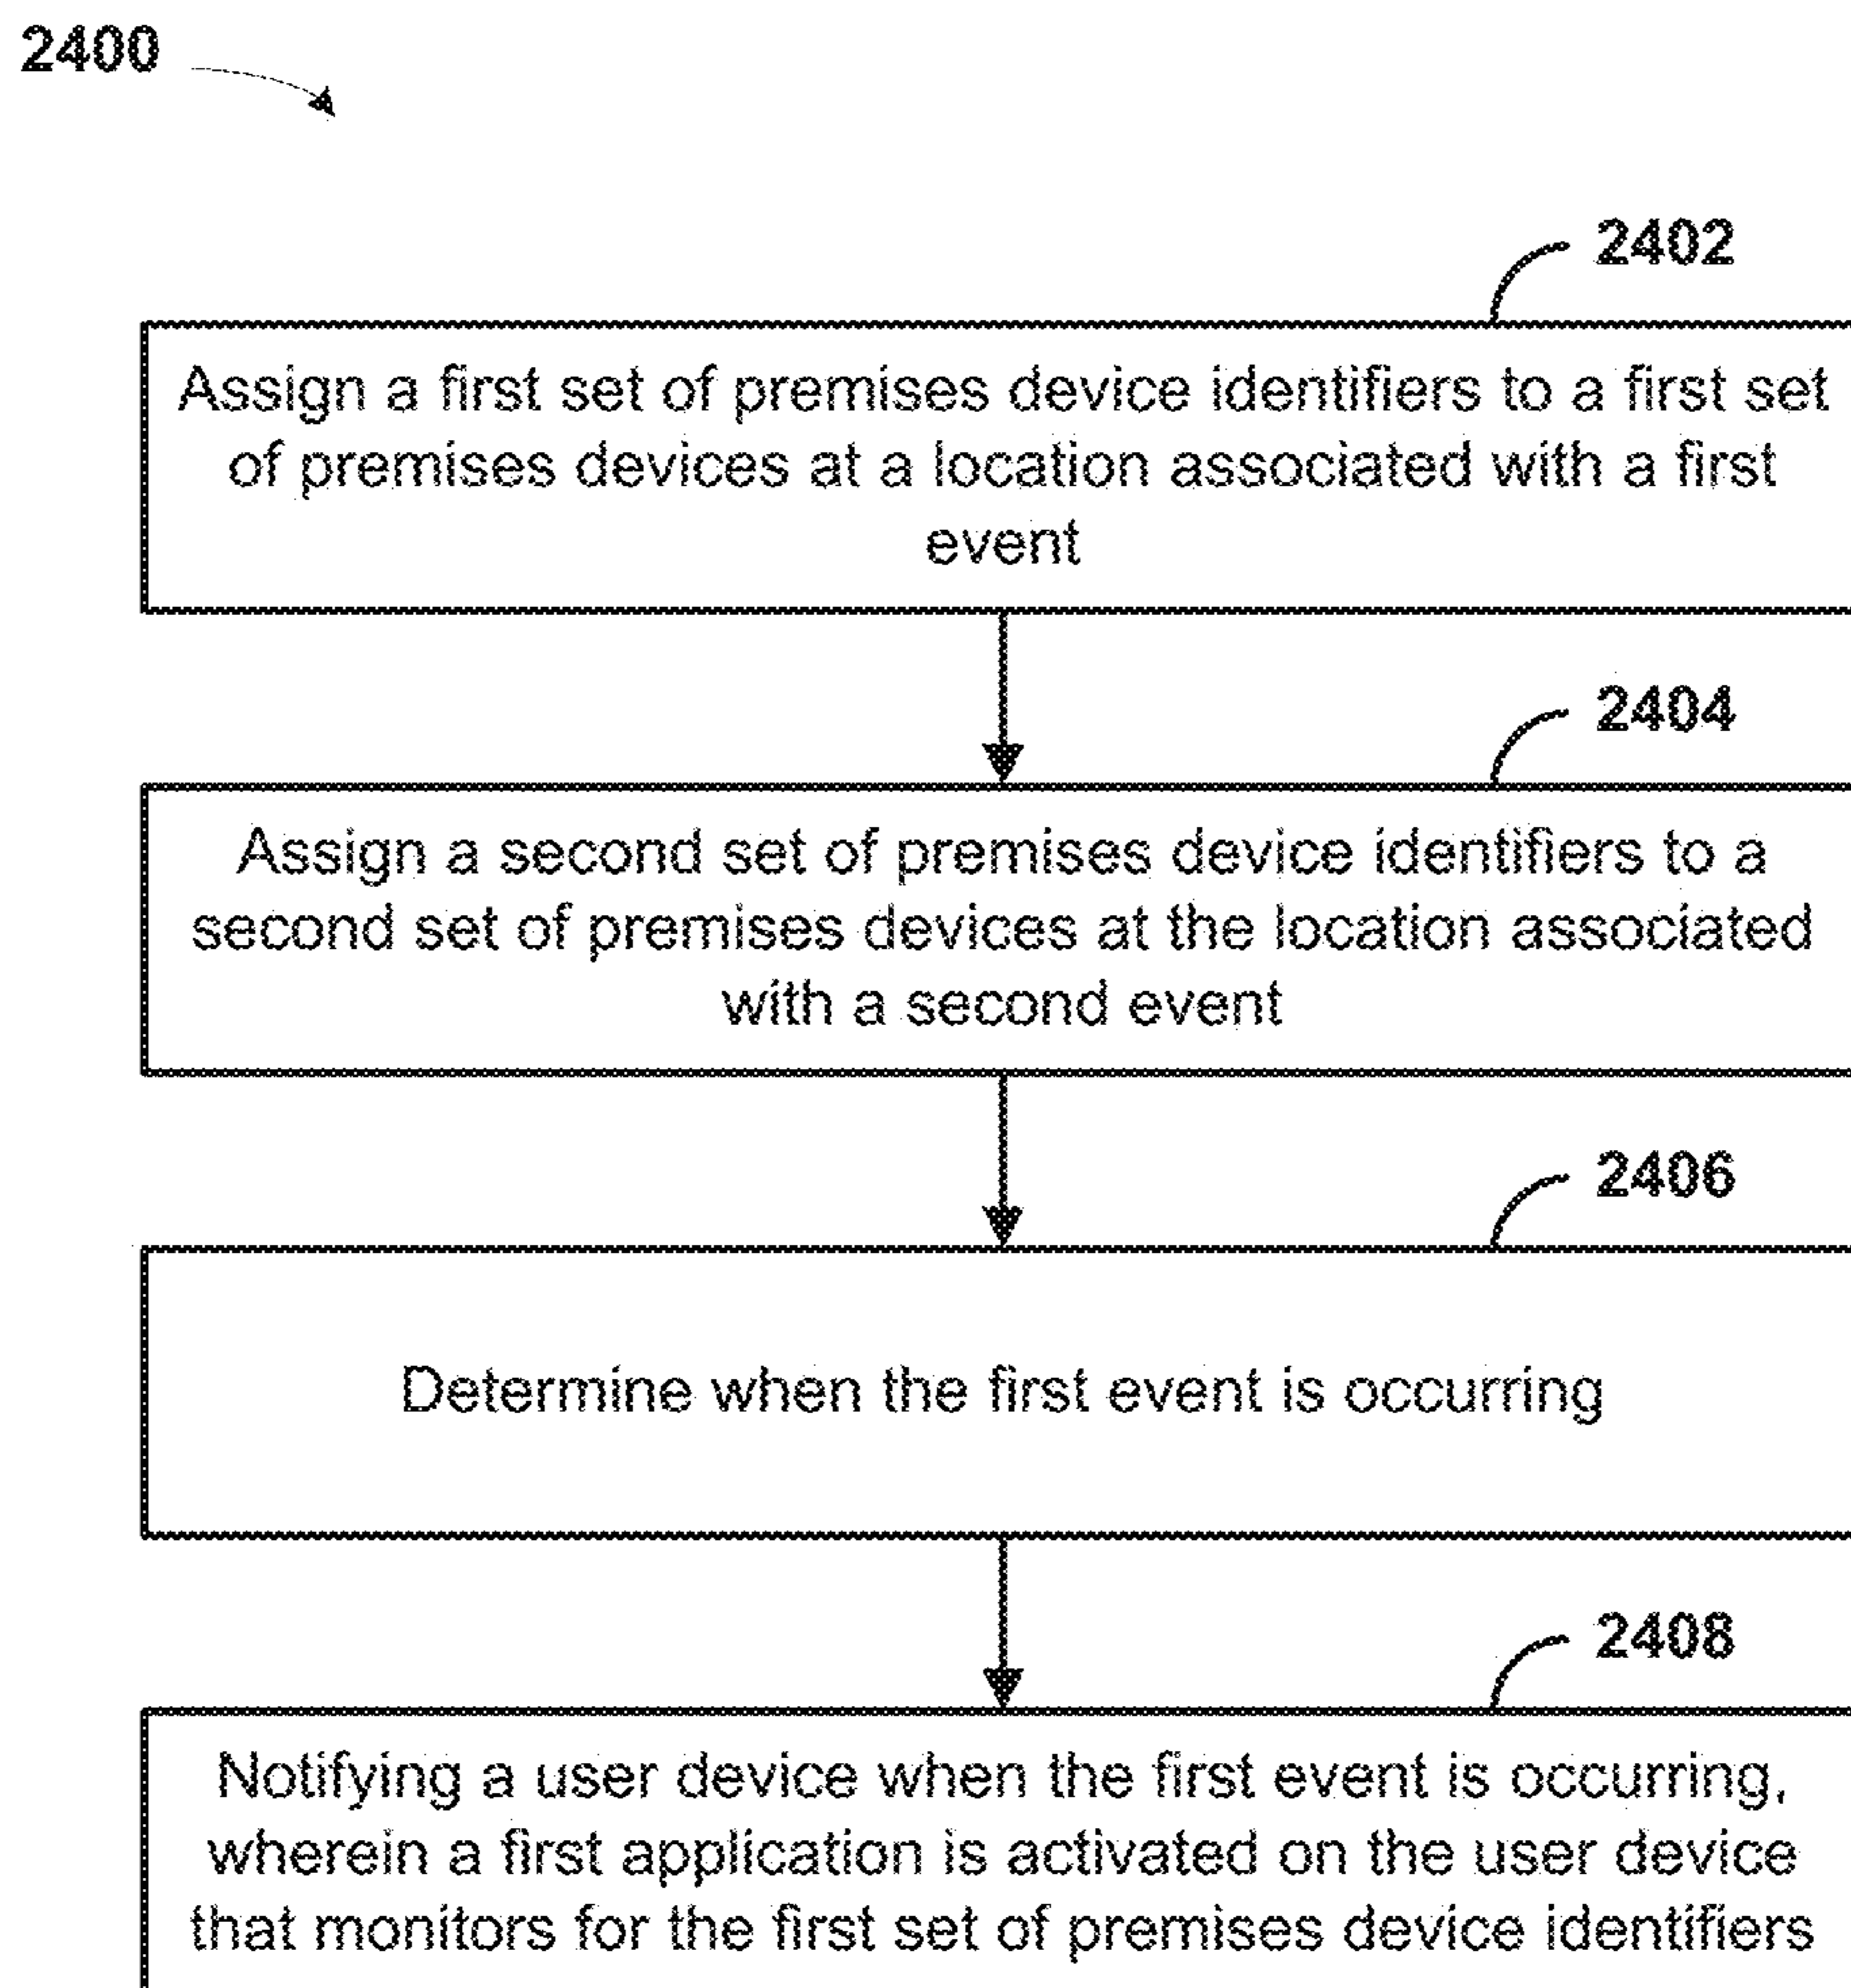 2400
2402
Assign a first set of premises device identifiers to a first set
of premises devices at a location associated with a first
event
2404
Assign a second set of premises device identifiers to a
second set of premises devices at the location associated
with a second event
2406
Determine when the first event is occurring
2408
Notifying a user device when the first event is occurring,
wherein a first application is activated on the user device
that monitors for the first set of premises device identifiers